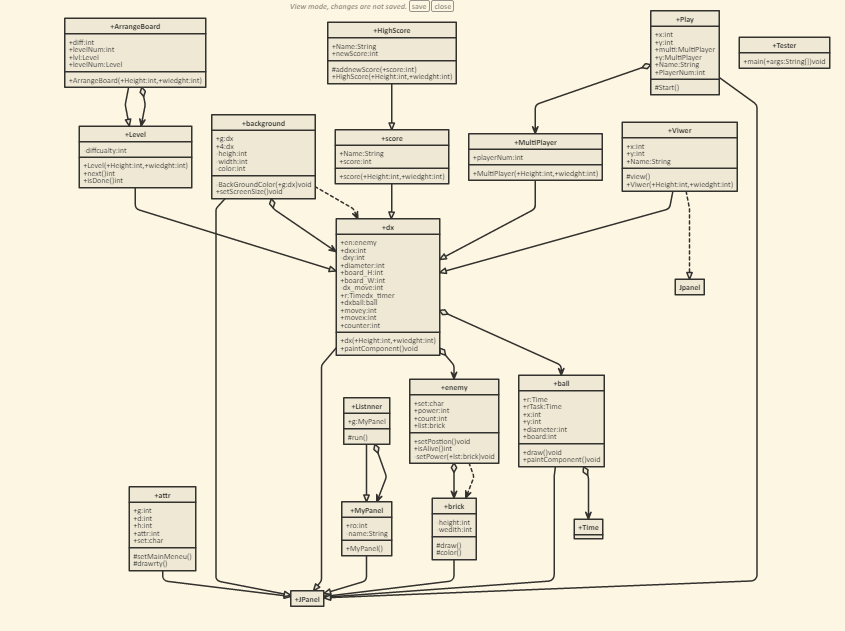 View mode, changes are not saved. save close
+ArrangeBoard
+diff:int
+levelNum:int
+lvl:Level
levelNum:Level
+ArrangeBoard(+Height:int,+wiedght:int)
+HighScore
+Name:String
+newScore:int
#addnewScore(+score:int)
+HighScore(+Height:int,+wiedght:int)
+Play
+x:int
+y:int
+multi:MultiPlayer
+y:MultiPlayer
+Name:String
+PlayerNum:int
#Start()
+Tester
+main(+args:String[])void
+Level
diffcualty:int
+Level(+Height:int,+wiedght:int)
+next()int
+isDone()int
+background
+g:dx
+4:dx
heigh:int
width:int
color:int
BackGroundColor(+g:dx)void
+setScreenSize()void
+score
+Name:String
+score:int
+score(+Height:int,+wiedght:int)
+MultiPlayer
+playerNum:int
+MultiPlayer(+Height:int,+wiedght:int)
+Viwer
+x:int
+y:int
+Name:String
#view()
+Viwer(+Height:int,+wiedght:int)
+dx
+en:enemy
+dxx:int
dxy:int
+diameter:int
+board_H:int
+board_W:int
dx_move:int
+r:Timedx_timer
+dxball:ball
+movey:int
+movex:int
+counter:int
+dx(+Height:int,+wiedght:int)
+paintComponent()void
Jpanel
+Listnner
+g:MyPanel
#run()
+enemy
+set:char
+power:int
+count:int
+list:brick
+setPostion()void
+isAlive()int
setPower(+lst:brick)void
+ball
+r:Time
+rTask:Time
+x:int
+y:int
+diameter:int
+board:int
+draw()void
+paintComponent()void
+attr
+g:int
+d:int
+h:int
+attr:int
+set:char
#setMainMeneu()
#drawrty()
+MyPanel
+ro:int
name:String
+MyPanel()
+brick
height:int
wedith:int
#draw()
#color()
+Time
+JPanel